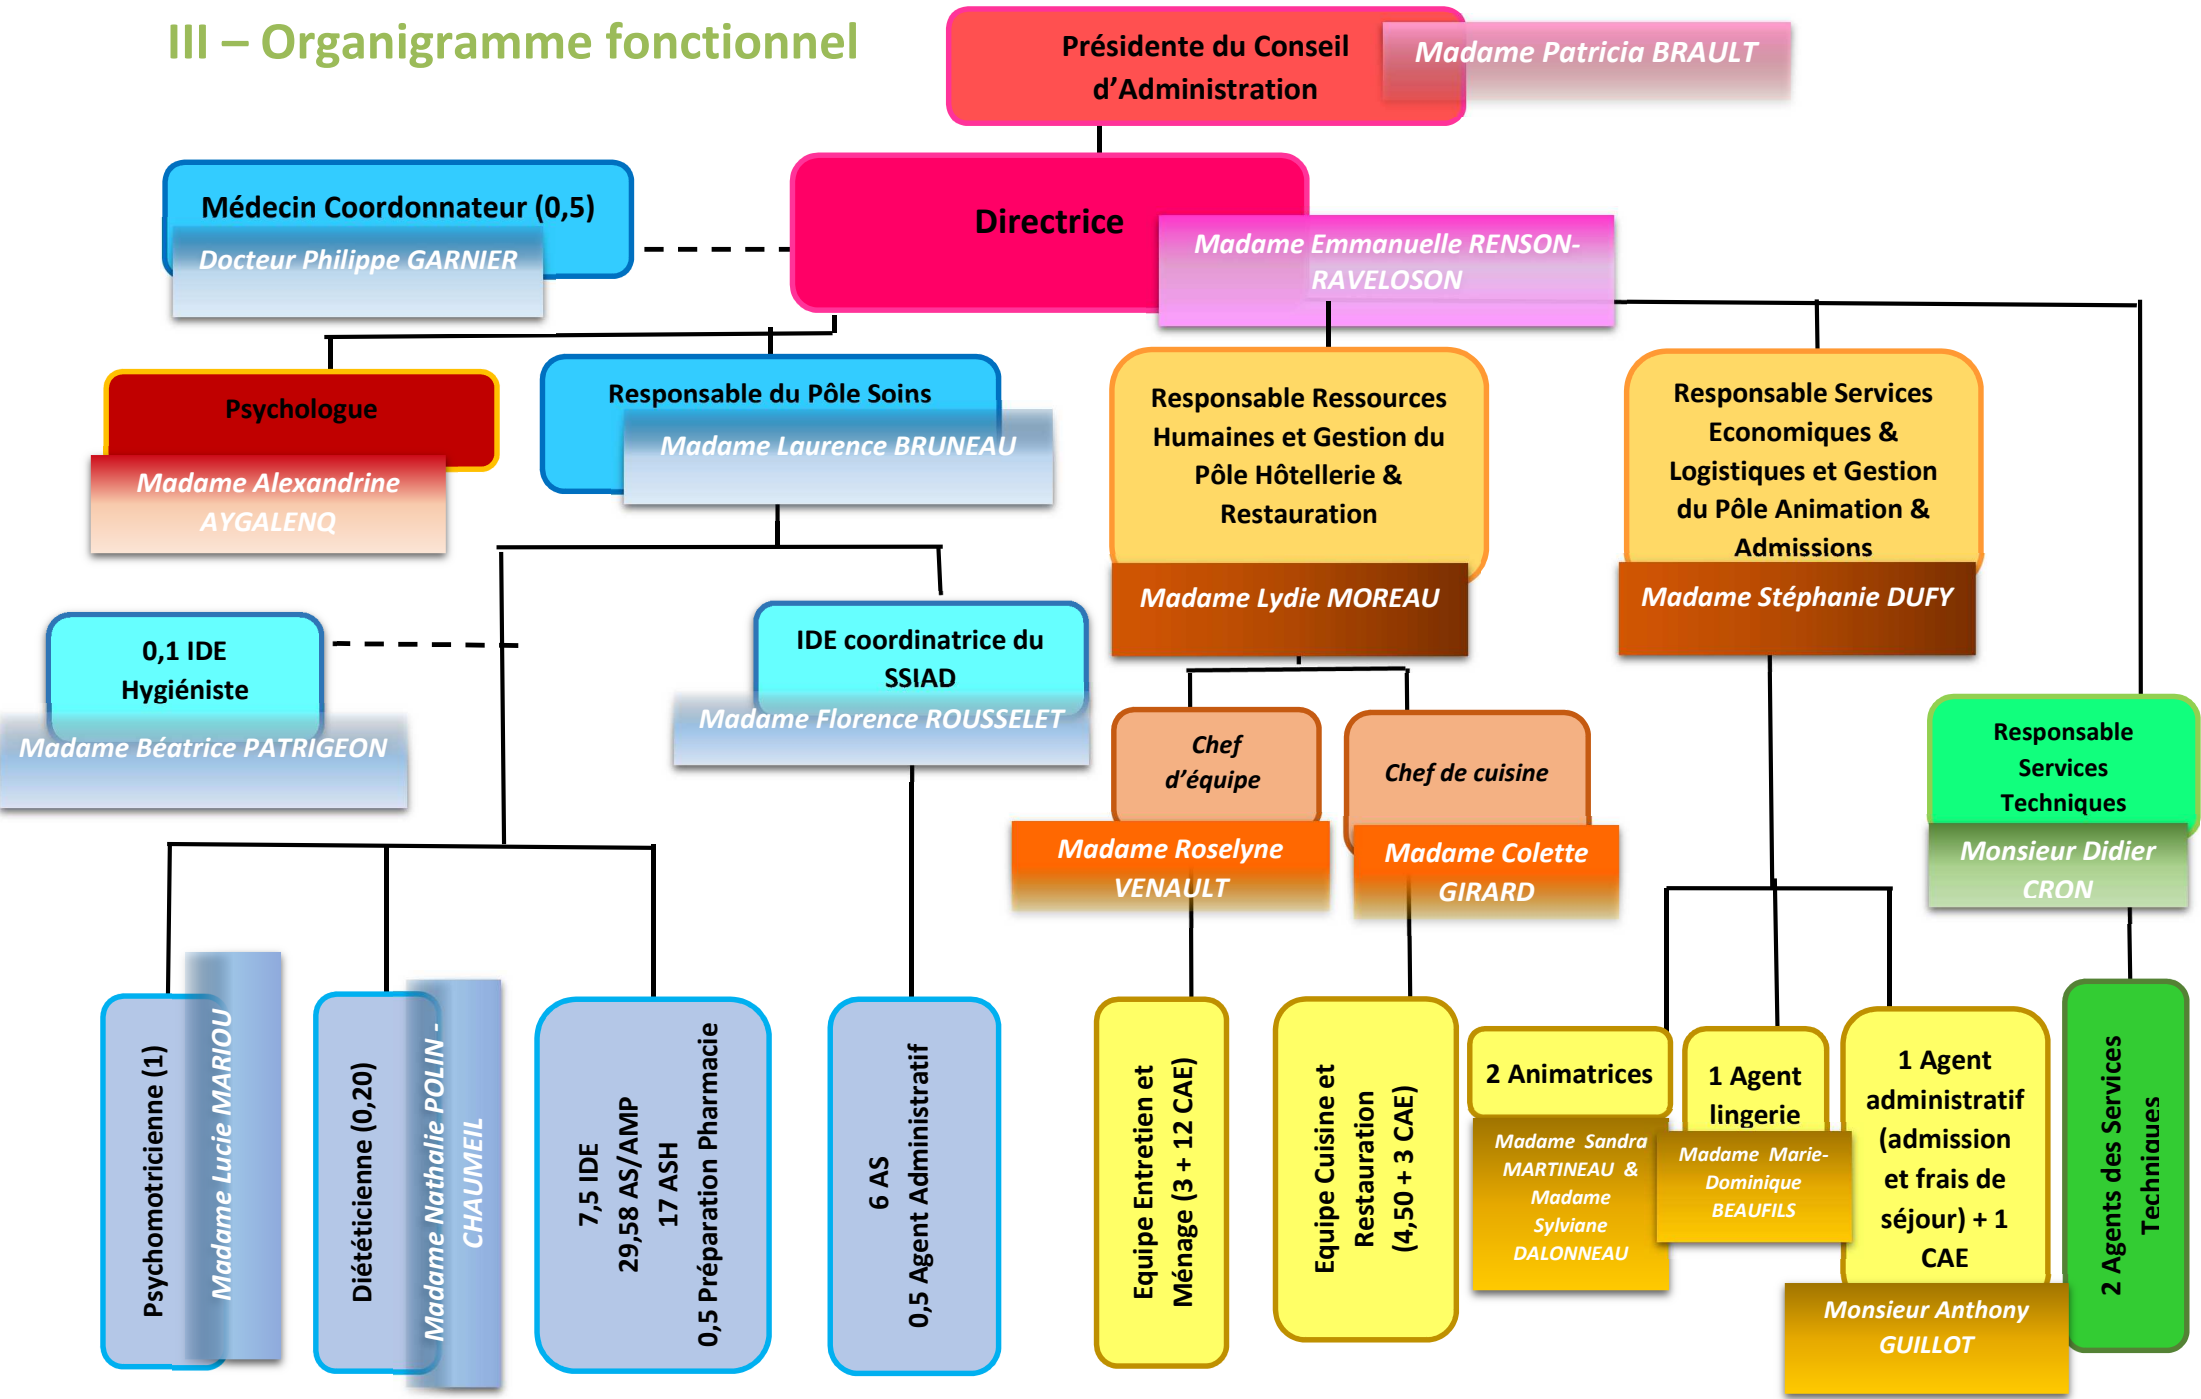 III – Organigramme fonctionnel
Présidente du Conseil
d’Administration
Madame Patricia BRAULT
Médecin Coordonnateur (0,5)
Docteur Philippe GARNIER
Directrice
Madame Emmanuelle RENSON-
RAVELOSON
Psychologue
Madame Alexandrine
AYGALENQ
Responsable du Pôle Soins
Madame Laurence BRUNEAU
Responsable Ressources
Humaines et Gestion du
Pôle Hôtellerie &
Restauration
Madame Lydie MOREAU
Responsable Services
Economiques &
Logistiques et Gestion
du Pôle Animation &
Admissions
Madame Stéphanie DUFY
0,1 IDE
Hygiéniste
Madame Béatrice PATRIGEON
IDE coordinatrice du
SSIAD
Madame Florence ROUSSELET
Chef
d’équipe
Madame Roselyne
VENAULT
Chef de cuisine
Madame Colette
GIRARD
Responsable
Services
Techniques
Monsieur Didier
CRON
Psychomotricienne (1)
Madame Lucie MARIOU
Diététicienne (0,20)
Madame Nathalie POLIN -
CHAUMEIL
7,5 IDE
29,58 AS/AMP
17 ASH
0,5 Préparation Pharmacie
6 AS
0,5 Agent Administratif
Equipe Entretien et
Ménage (3 + 12 CAE)
Equipe Cuisine et
Restauration
(4,50 + 3 CAE)
2 Animatrices
Madame Sandra
MARTINEAU &
Madame
Sylviane
DALONNEAU
1 Agent
lingerie
Madame Marie-
Dominique
BEAUFILS
1 Agent
administratif
(admission
et frais de
séjour) + 1
CAE
Monsieur Anthony
GUILLOT
2 Agents des Services
Techniques